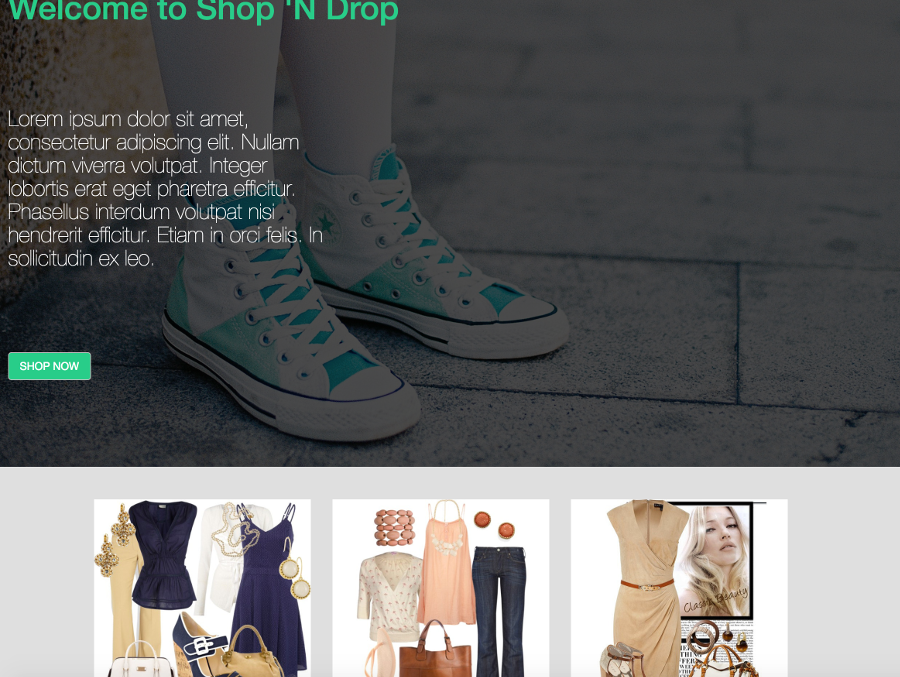 Welcome to Shop 'N Drop
Lorem ipsum dolor sit amet,
consectetur adipiscing elit. Nullam
dictum viverra volutpat. Integer
lobortis erat eget pharetra efficitur.
Phasellus interdum volutpat nisi
hendrerit efficitur. Etiam in orci felis. In
sollicitudin ex leo.
SHOP NOW
Classic Beauty